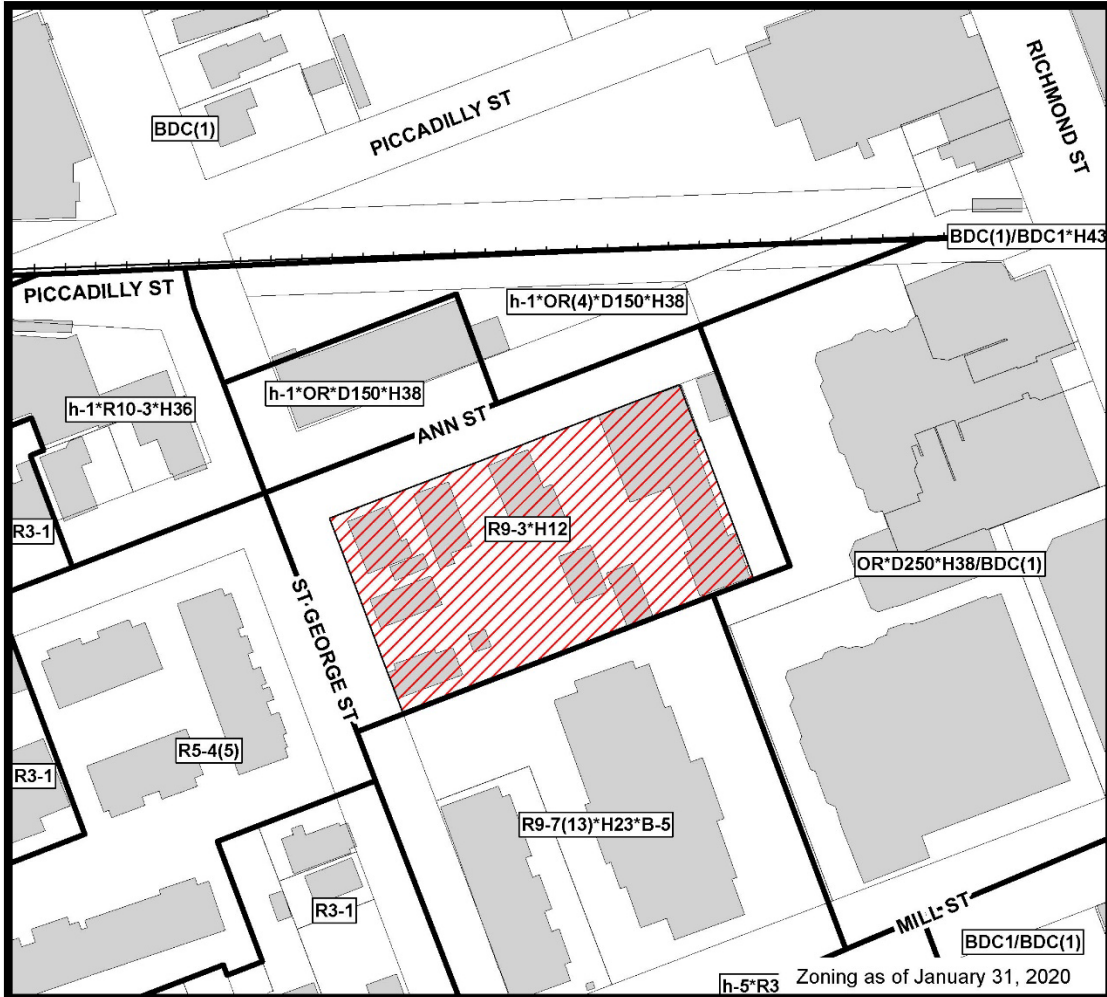 RICHMOND ST
PICCADILLY ST
BDC(1)
BDC(1)/BDC1*H43
PICCADILLY ST
h-1*OR(4)*D150*H38
h-1*OR*D150*H38
h-1*R10-3*H36
ANN ST
R9-3*H12
R3-1
OR*D250*H38/BDC(1)
ST GEORGE ST
R5-4(5)
R3-1
R9-7(13)*H23*B-5
R3-1
MILL ST
BDC1/BDC(1)
h-5*R3
Zoning as of January 31, 2020